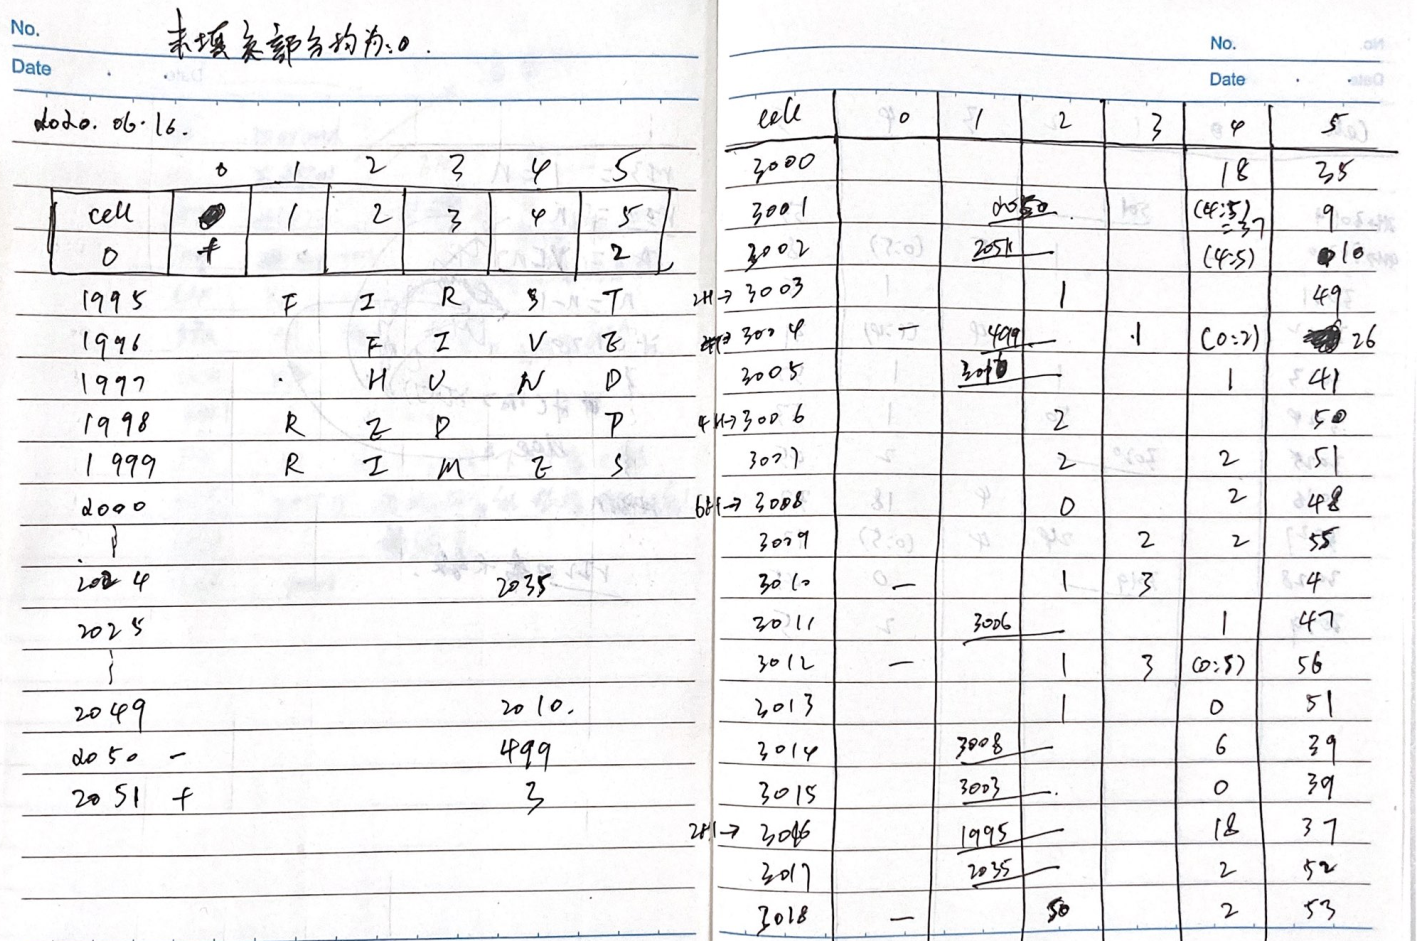 No.
未填充部分均为: 0.
Date
2020. 06. 16.
0 1 2 3 4 5
cell 1 2 3 4 5
0 + 2
1995 F I R S T
1996 F I V E
1997 . H U N D
1998 R E D P
1999 R I M E S
2000
2024 2035
2025
2049 2010.
2050 - 499
2051 + 3
No.
Date
cell 0 1 2 3 4 5
3000 18 35
3001 2050 (4:5) = 37 9
3002 2051 (4:5) 10
2H→ 3003 1 49
3004 - 499 1 (0:2) 26
3005 3016 1 41
4H→ 3006 2 50
3007 2 2 51
6H→ 3008 0 2 48
3009 2 2 55
3010 - 1 3 4
3011 3006 1 47
3012 - 1 3 (0:5) 56
3013 1 0 51
3014 3008 6 39
3015 3003 0 39
2H→ 3016 1995 18 37
3017 2035 2 52
3018 - 50 2 53